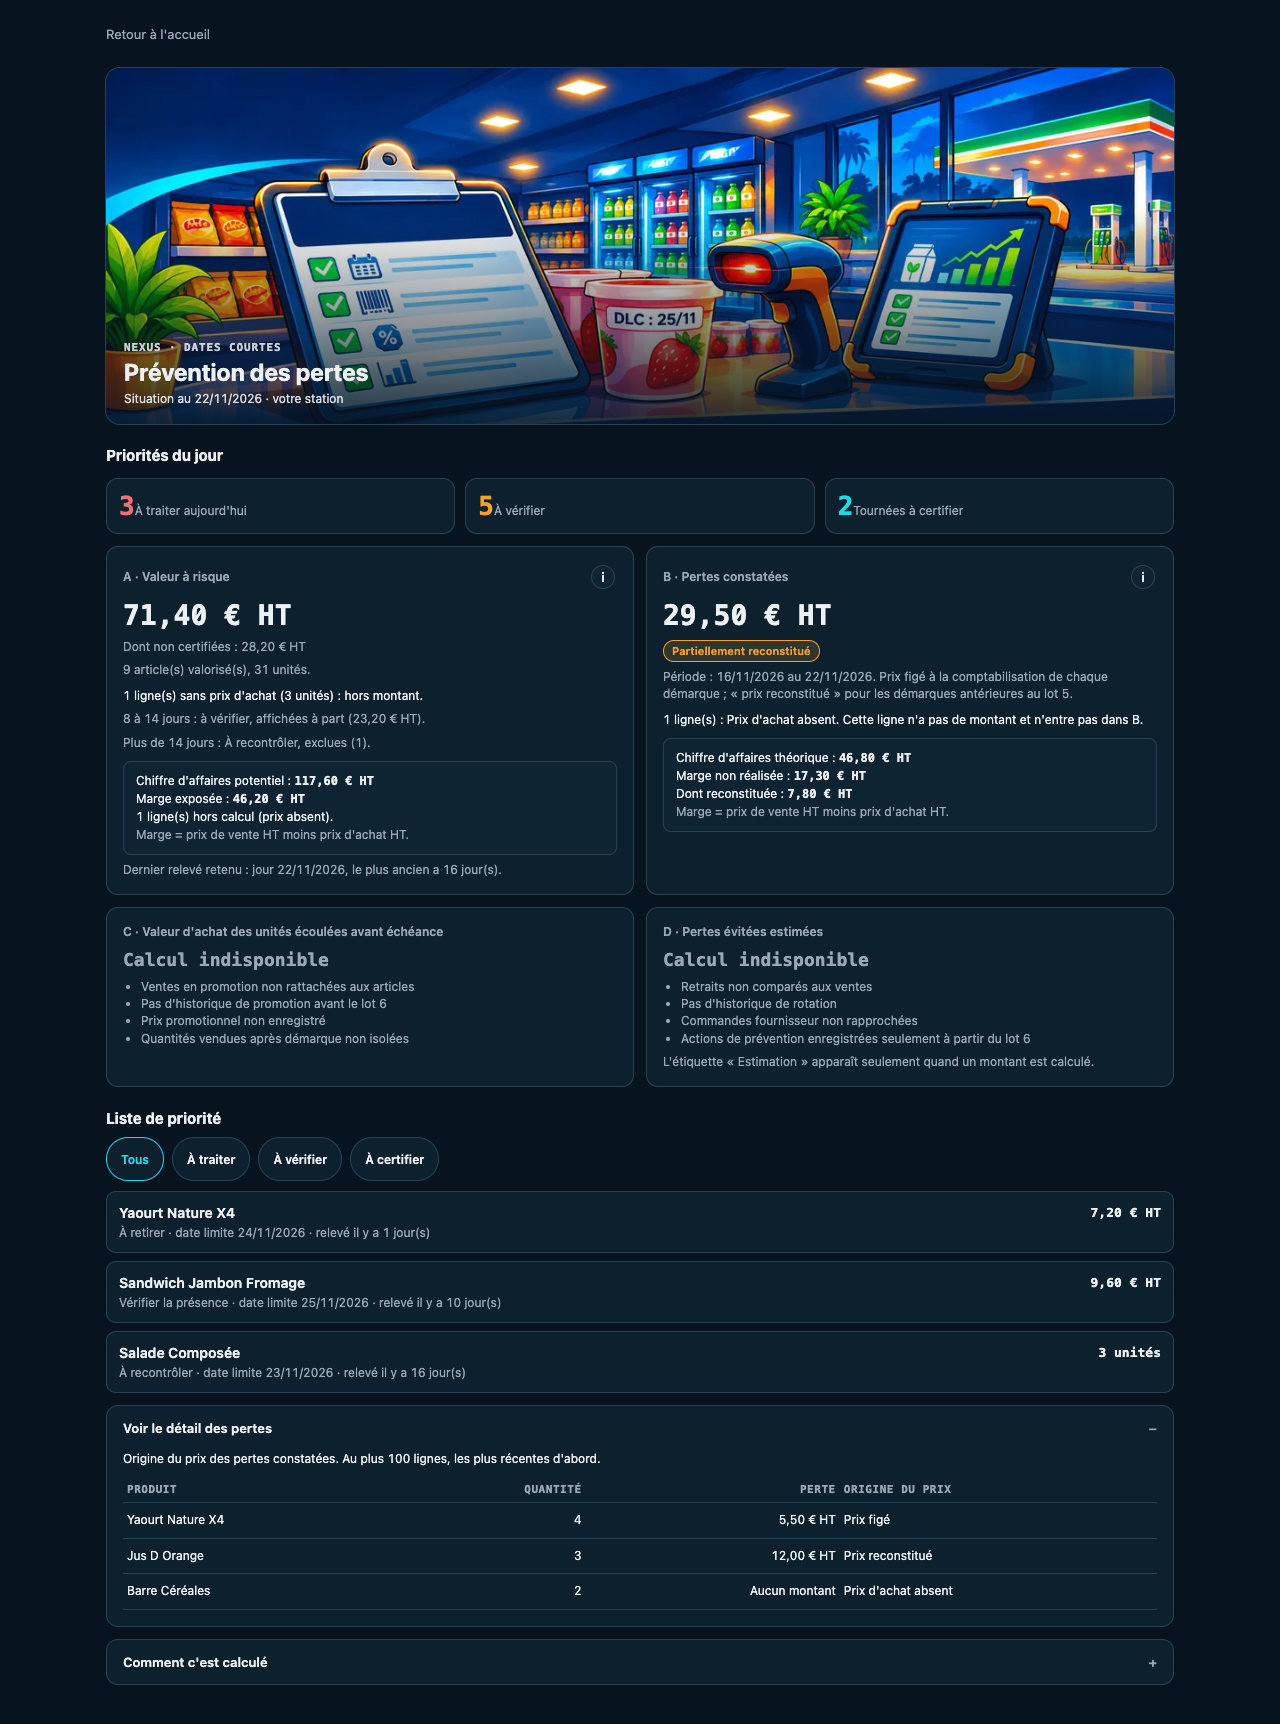 Retour à l'accueil
DLC : 25/11
NEXUS · DATES COURTES
Prévention des pertes
Situation au 22/11/2026 · votre station
Priorités du jour
3 À traiter aujourd'hui
5 À vérifier
2 Tournées à certifier
A · Valeur à risque
i
71,40 € HT
Dont non certifiées : 28,20 € HT
9 article(s) valorisé(s), 31 unités.
1 ligne(s) sans prix d'achat (3 unités) : hors montant.
8 à 14 jours : à vérifier, affichées à part (23,20 € HT).
Plus de 14 jours : À recontrôler, exclues (1).
Chiffre d'affaires potentiel : 117,60 € HT
Marge exposée : 46,20 € HT
1 ligne(s) hors calcul (prix absent).
Marge = prix de vente HT moins prix d'achat HT.
Dernier relevé retenu : jour 22/11/2026, le plus ancien a 16 jour(s).
B · Pertes constatées
i
29,50 € HT
Partiellement reconstitué
Période : 16/11/2026 au 22/11/2026. Prix figé à la comptabilisation de chaque
démarque ; « prix reconstitué » pour les démarques antérieures au lot 5.
1 ligne(s) : Prix d'achat absent. Cette ligne n'a pas de montant et n'entre pas dans B.
Chiffre d'affaires théorique : 46,80 € HT
Marge non réalisée : 17,30 € HT
Dont reconstituée : 7,80 € HT
Marge = prix de vente HT moins prix d'achat HT.
C · Valeur d'achat des unités écoulées avant échéance
Calcul indisponible
• Ventes en promotion non rattachées aux articles
• Pas d'historique de promotion avant le lot 6
• Prix promotionnel non enregistré
• Quantités vendues après démarque non isolées
D · Pertes évitées estimées
Calcul indisponible
• Retraits non comparés aux ventes
• Pas d'historique de rotation
• Commandes fournisseur non rapprochées
• Actions de prévention enregistrées seulement à partir du lot 6
L'étiquette « Estimation » apparaît seulement quand un montant est calculé.
Liste de priorité
Tous À traiter À vérifier À certifier
Yaourt Nature X4 7,20 € HT
À retirer · date limite 24/11/2026 · relevé il y a 1 jour(s)
Sandwich Jambon Fromage 9,60 € HT
Vérifier la présence · date limite 25/11/2026 · relevé il y a 10 jour(s)
Salade Composée 3 unités
À recontrôler · date limite 23/11/2026 · relevé il y a 16 jour(s)
Voir le détail des pertes –
Origine du prix des pertes constatées. Au plus 100 lignes, les plus récentes d'abord.
PRODUIT QUANTITÉ PERTE ORIGINE DU PRIX
Yaourt Nature X4 4 5,50 € HT Prix figé
Jus D Orange 3 12,00 € HT Prix reconstitué
Barre Céréales 2 Aucun montant Prix d'achat absent
Comment c'est calculé +